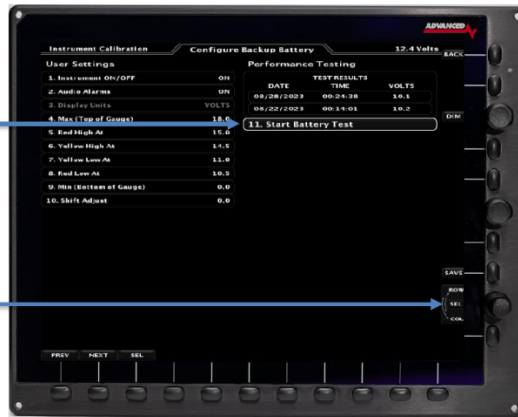 ADVANCED
Instrument Calibration
Configure Backup Battery
12.4 Volts
BACK
User Settings
1. Instrument ON/OFF ON
2. Audio Alarms ON
3. Display Units VOLTS
4. Max (Top of Gauge) 18.0
5. Red High At 15.0
6. Yellow High At 14.5
7. Yellow Low At 11.0
8. Red Low At 10.5
9. Min (Bottom of Gauge) 0.0
10. Shift Adjust 0.0
Performance Testing
TEST RESULTS
DATE TIME VOLTS
08/28/2023 00:24:38 10.1
08/22/2023 00:14:01 10.2
11. Start Battery Test
DIM
SAVE
ROW
SEL
COL
PREV NEXT SEL